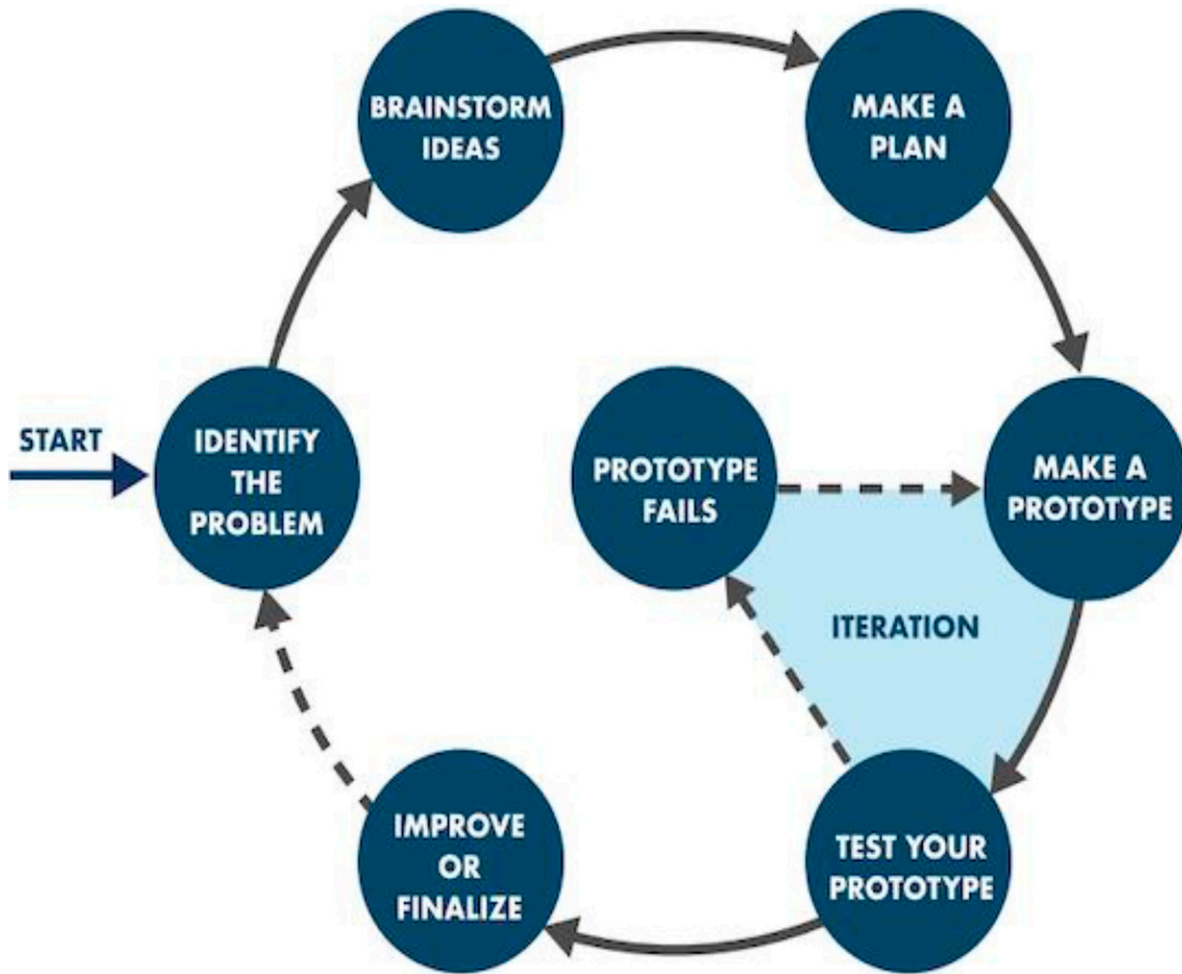 START
IDENTIFY
THE
PROBLEM
BRAINSTORM
IDEAS
MAKE A
PLAN
MAKE A
PROTOTYPE
TEST YOUR
PROTOTYPE
PROTOTYPE
FAILS
ITERATION
IMPROVE
OR
FINALIZE